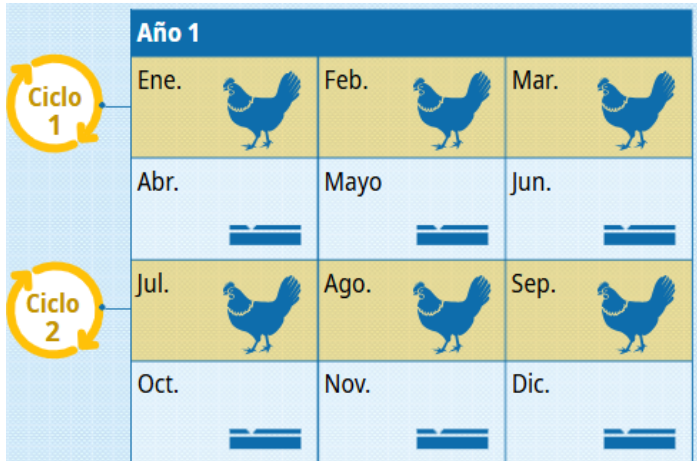 Año 1
Ciclo
1
Ene.
Feb.
Mar.
Abr.
Mayo
Jun.
Ciclo
2
Jul.
Ago.
Sep.
Oct.
Nov.
Dic.